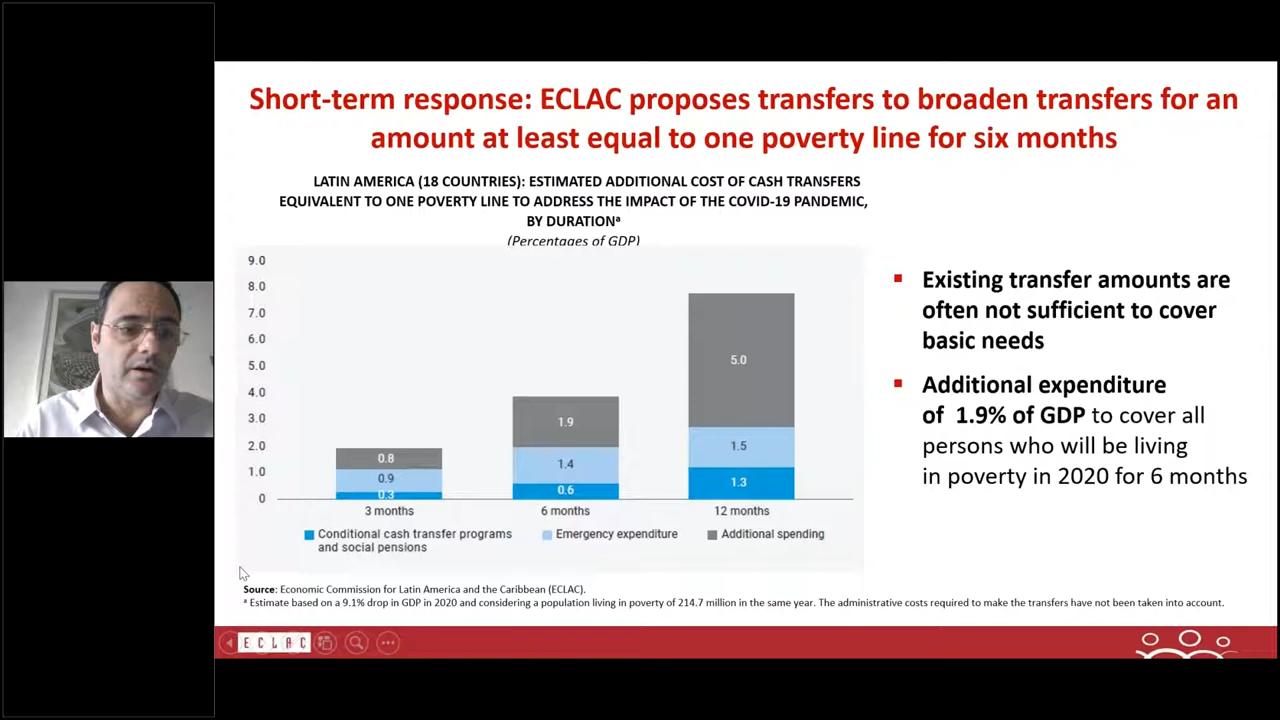 Short-term response: ECLAC proposes transfers to broaden transfers for an
amount at least equal to one poverty line for six months
LATIN AMERICA (18 COUNTRIES): ESTIMATED ADDITIONAL COST OF CASH TRANSFERS
EQUIVALENT TO ONE POVERTY LINE TO ADDRESS THE IMPACT OF THE COVID-19 PANDEMIC,
BY DURATIONᵃ
(Percentages of GDP)
9.0
8.0
7.0
6.0
5.0
4.0
3.0
2.0
1.0
0
0.8
0.9
0.3
1.9
1.4
0.6
5.0
1.5
1.3
3 months
6 months
12 months
Conditional cash transfer programs
and social pensions
Emergency expenditure
Additional spending
Existing transfer amounts are
often not sufficient to cover
basic needs
Additional expenditure
of 1.9% of GDP to cover all
persons who will be living
in poverty in 2020 for 6 months
Source: Economic Commission for Latin America and the Caribbean (ECLAC).
ᵃ Estimate based on a 9.1% drop in GDP in 2020 and considering a population living in poverty of 214.7 million in the same year. The administrative costs required to make the transfers have not been taken into account.
ECLAC